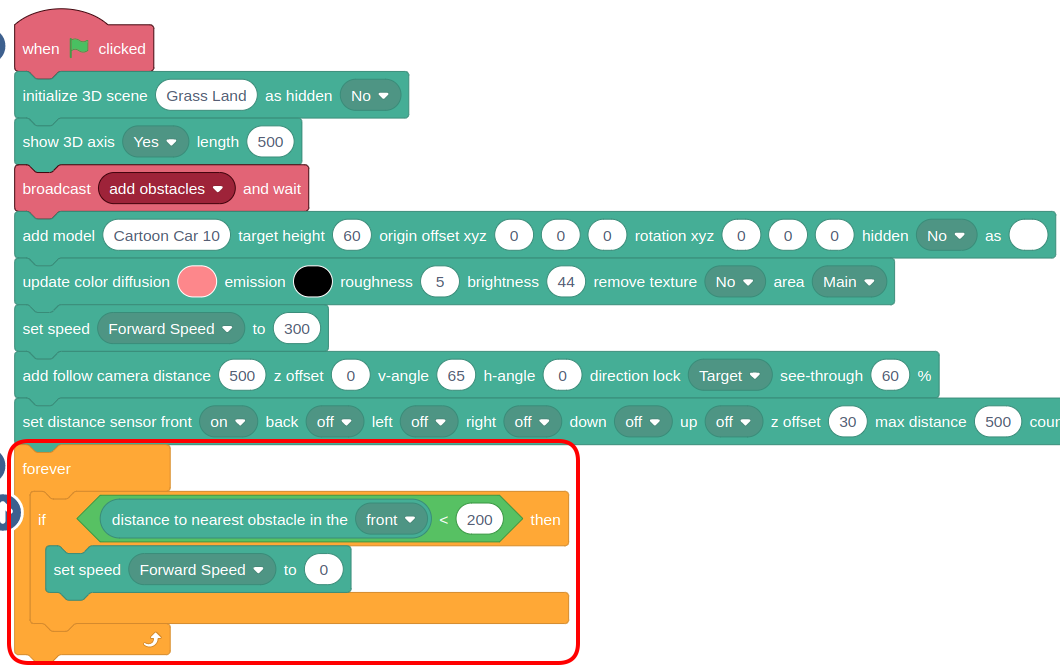 when clicked
initialize 3D scene Grass Land as hidden No
show 3D axis Yes length 500
broadcast add obstacles and wait
add model Cartoon Car 10 target height 60 origin offset xyz 0 0 0 rotation xyz 0 0 0 hidden No as
update color diffusion emission roughness 5 brightness 44 remove texture No area Main
set speed Forward Speed to 300
add follow camera distance 500 z offset 0 v-angle 65 h-angle 0 direction lock Target see-through 60 %
set distance sensor front on back off left off right off down off up off z offset 30 max distance 500 cour
forever
if distance to nearest obstacle in the front < 200 then
set speed Forward Speed to 0